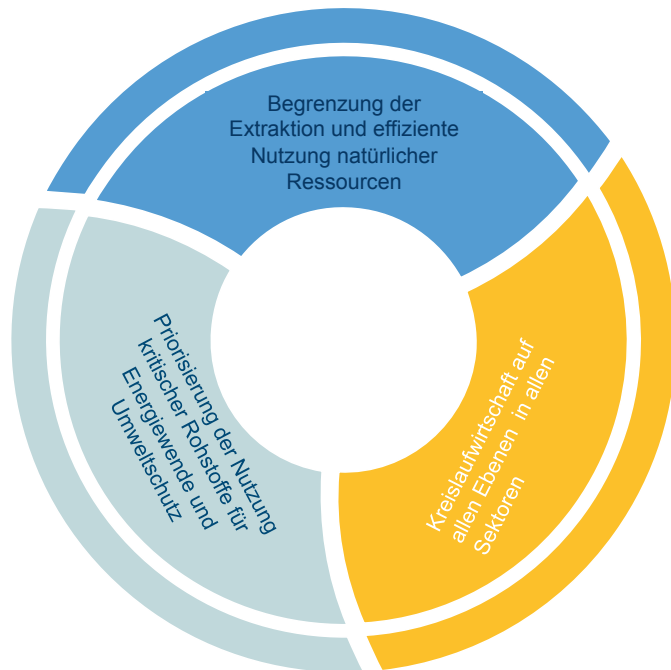 Begrenzung der
Extraktion und effiziente
Nutzung natürlicher
Ressourcen
Kreislaufwirtschaft auf
allen Ebenen in allen
Sektoren
Priorisierung der Nutzung
kritischer Rohstoffe für
Energiewende und
Umweltschutz